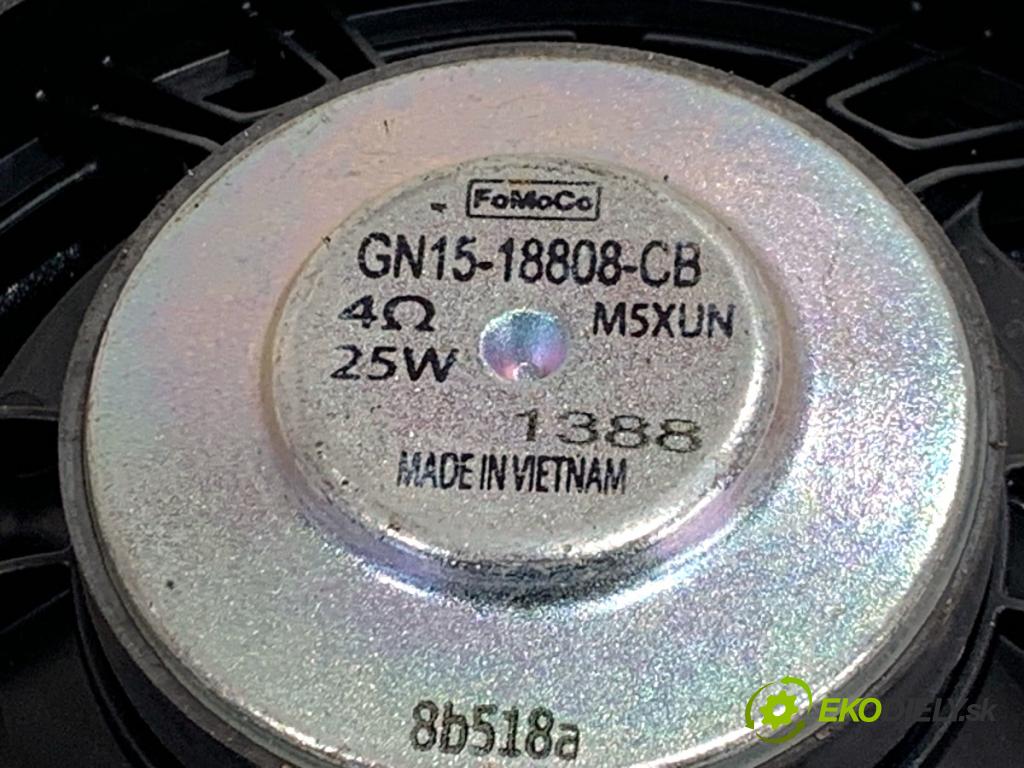 FoMoCo
GN15-18808-CB
4Ω M5XUN
25W
1388
MADE IN VIETNAM
8b518a
EKODIELY.sk